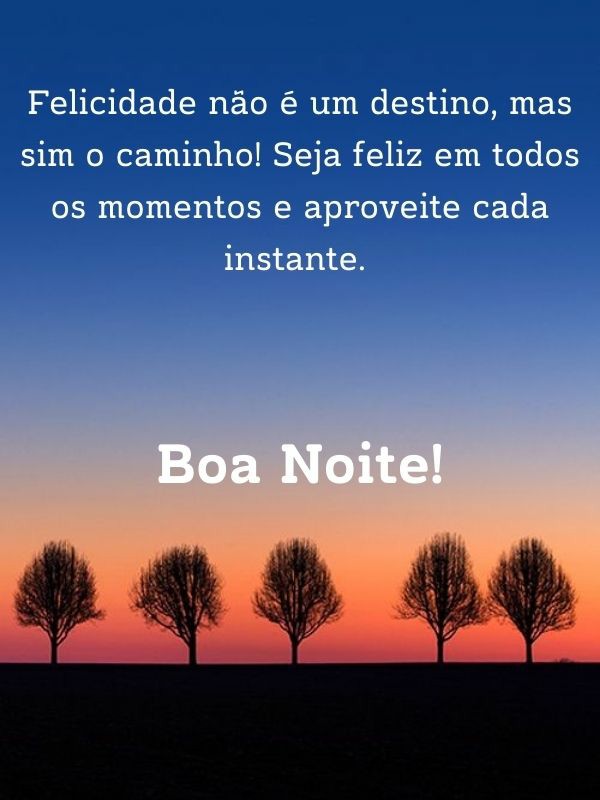 Felicidade não é um destino, mas
sim o caminho! Seja feliz em todos
os momentos e aproveite cada
instante.
Boa Noite!